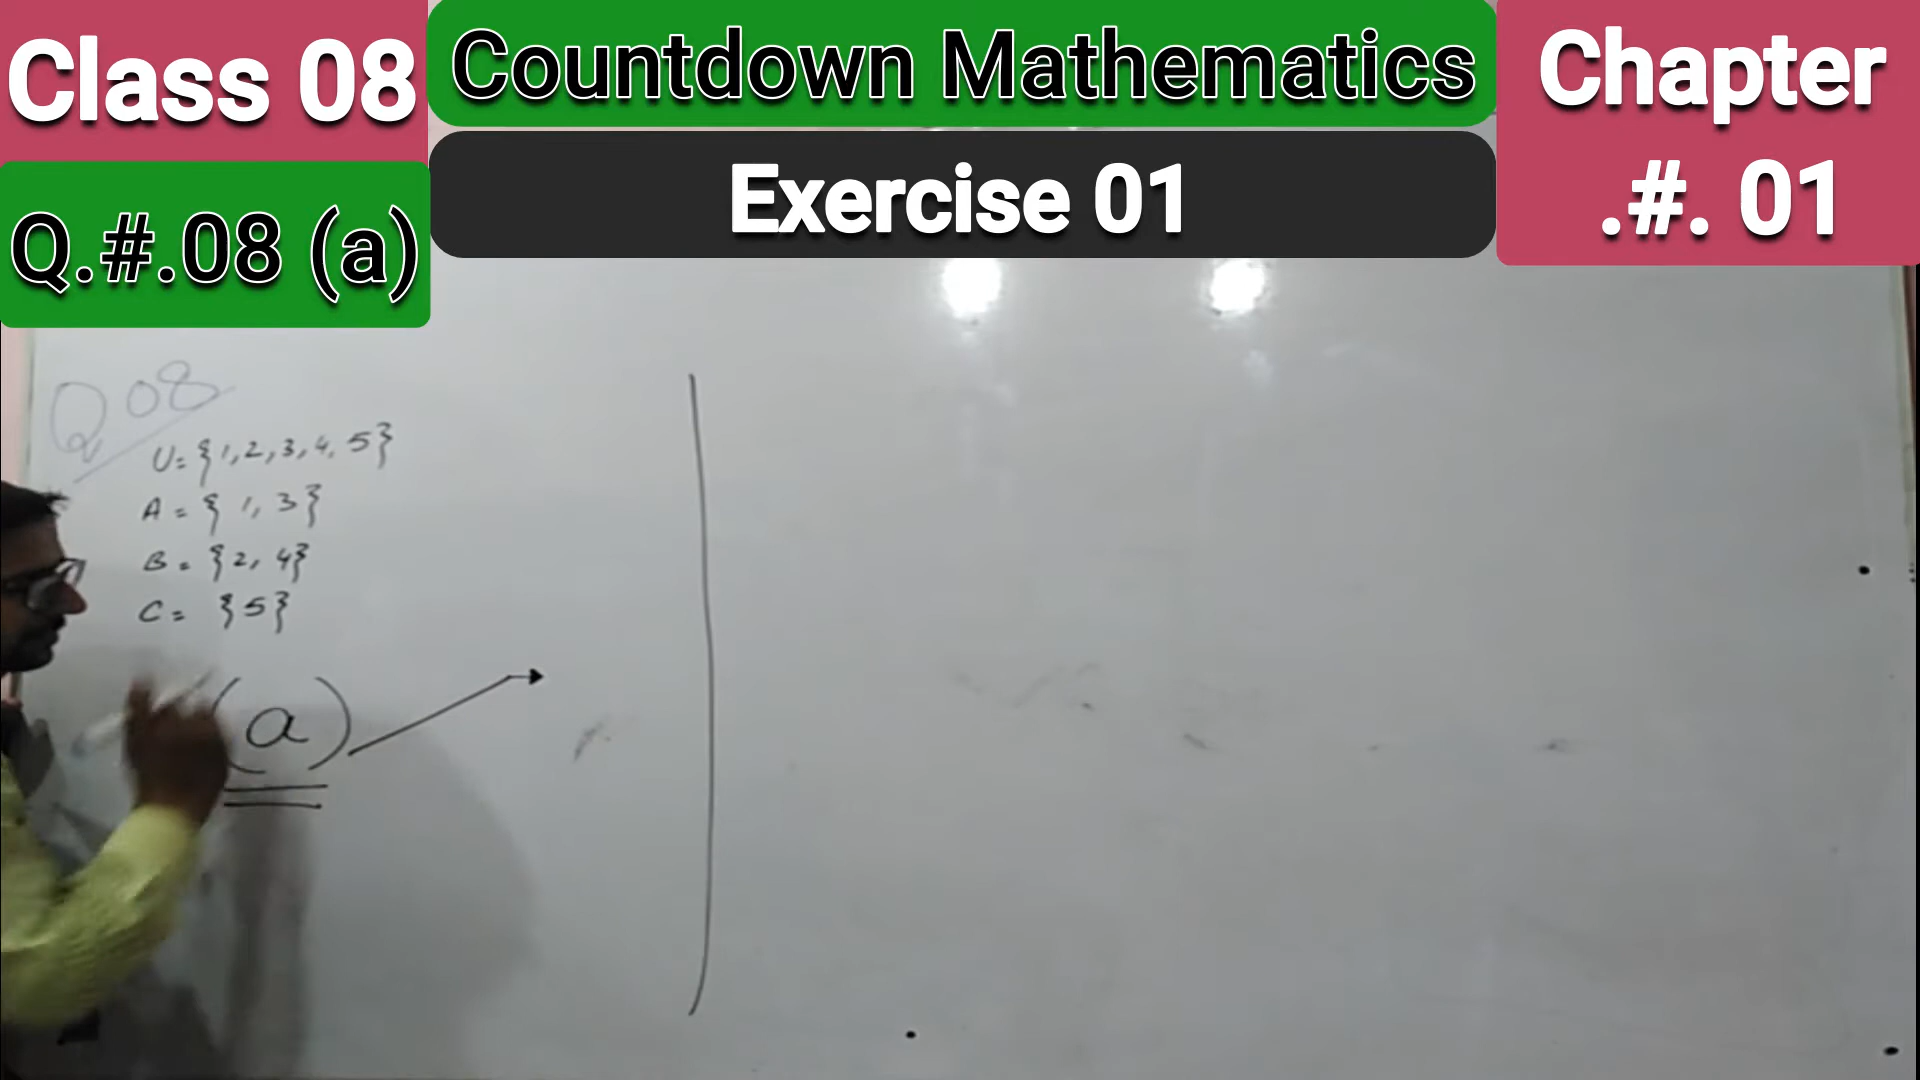 Class 08
Countdown Mathematics
Chapter
.#. 01
Exercise 01
Q.#.08 (a)
Q 08
U = {1, 2, 3, 4, 5}
A = { 1, 3 }
B = {2, 4}
C = {5}
(a)